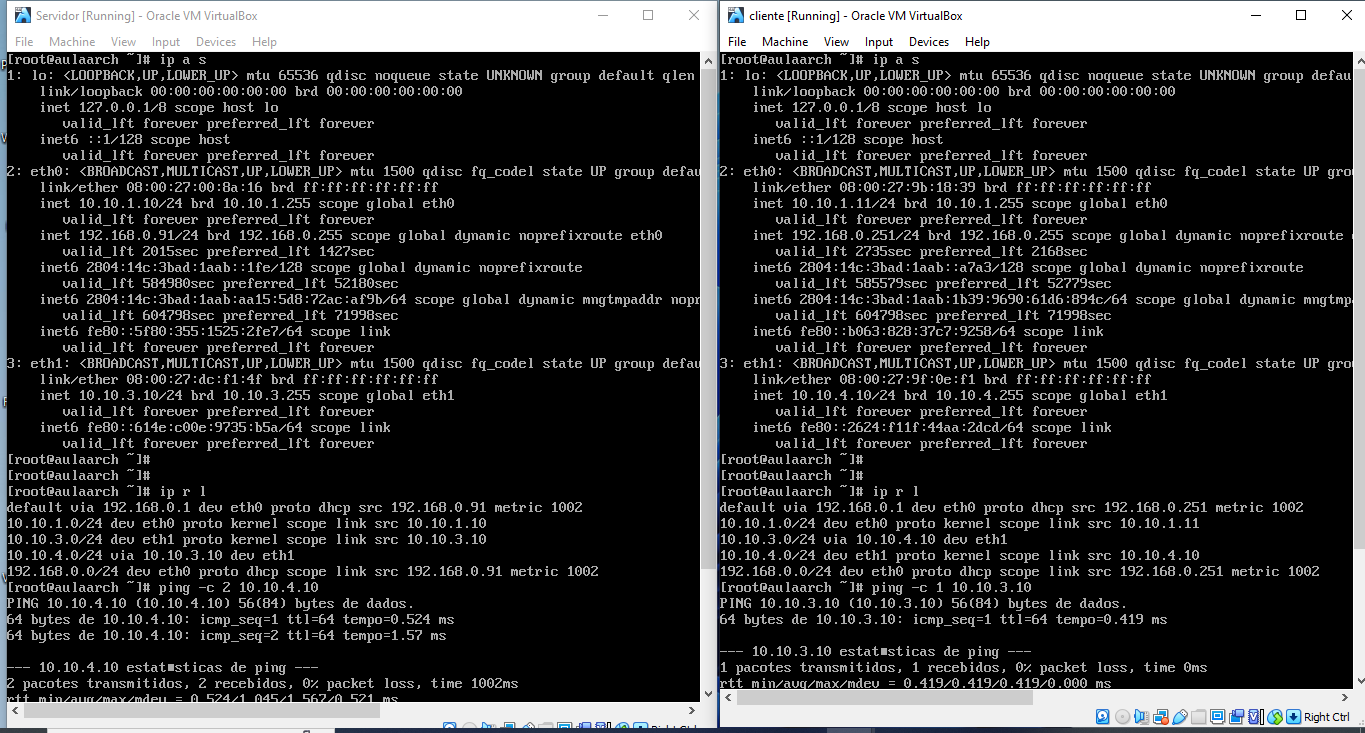 Servidor [Running] - Oracle VM VirtualBox
File Machine View Input Devices Help
[root@aulaarch ~]# ip a s
1: lo: <LOOPBACK,UP,LOWER_UP> mtu 65536 qdisc noqueue state UNKNOWN group default qlen
link/loopback 00:00:00:00:00:00 brd 00:00:00:00:00:00
inet 127.0.0.1/8 scope host lo
valid_lft forever preferred_lft forever
inet6 ::1/128 scope host
valid_lft forever preferred_lft forever
2: eth0: <BROADCAST,MULTICAST,UP,LOWER_UP> mtu 1500 qdisc fq_codel state UP group defau
link/ether 08:00:27:00:8a:16 brd ff:ff:ff:ff:ff:ff
inet 10.10.1.10/24 brd 10.10.1.255 scope global eth0
valid_lft forever preferred_lft forever
inet 192.168.0.91/24 brd 192.168.0.255 scope global dynamic noprefixroute eth0
valid_lft 2015sec preferred_lft 1427sec
inet6 2804:14c:3bad:1aab::1fe/128 scope global dynamic noprefixroute
valid_lft 584980sec preferred_lft 52180sec
inet6 2804:14c:3bad:1aab:aa15:5d8:72ac:af9b/64 scope global dynamic mngtmpaddr nopr
valid_lft 604798sec preferred_lft 71998sec
inet6 fe80::5f80:355:1525:2fe7/64 scope link
valid_lft forever preferred_lft forever
3: eth1: <BROADCAST,MULTICAST,UP,LOWER_UP> mtu 1500 qdisc fq_codel state UP group defau
link/ether 08:00:27:dc:f1:4f brd ff:ff:ff:ff:ff:ff
inet 10.10.3.10/24 brd 10.10.3.255 scope global eth1
valid_lft forever preferred_lft forever
inet6 fe80::614e:c00e:9735:b5a/64 scope link
valid_lft forever preferred_lft forever
[root@aulaarch ~]#
[root@aulaarch ~]#
[root@aulaarch ~]# ip r l
default via 192.168.0.1 dev eth0 proto dhcp src 192.168.0.91 metric 1002
10.10.1.0/24 dev eth0 proto kernel scope link src 10.10.1.10
10.10.3.0/24 dev eth1 proto kernel scope link src 10.10.3.10
10.10.4.0/24 via 10.10.3.10 dev eth1
192.168.0.0/24 dev eth0 proto dhcp scope link src 192.168.0.91 metric 1002
[root@aulaarch ~]# ping -c 2 10.10.4.10
PING 10.10.4.10 (10.10.4.10) 56(84) bytes de dados.
64 bytes de 10.10.4.10: icmp_seq=1 ttl=64 tempo=0.524 ms
64 bytes de 10.10.4.10: icmp_seq=2 ttl=64 tempo=1.57 ms
--- 10.10.4.10 estat■sticas de ping ---
2 pacotes transmitidos, 2 recebidos, 0% packet loss, time 1002ms
rtt min/avg/max/mdev = 0.524/1.045/1.567/0.521 ms
Right Ctrl
cliente [Running] - Oracle VM VirtualBox
File Machine View Input Devices Help
[root@aulaarch ~]# ip a s
1: lo: <LOOPBACK,UP,LOWER_UP> mtu 65536 qdisc noqueue state UNKNOWN group defau
link/loopback 00:00:00:00:00:00 brd 00:00:00:00:00:00
inet 127.0.0.1/8 scope host lo
valid_lft forever preferred_lft forever
inet6 ::1/128 scope host
valid_lft forever preferred_lft forever
2: eth0: <BROADCAST,MULTICAST,UP,LOWER_UP> mtu 1500 qdisc fq_codel state UP gro
link/ether 08:00:27:9b:18:39 brd ff:ff:ff:ff:ff:ff
inet 10.10.1.11/24 brd 10.10.1.255 scope global eth0
valid_lft forever preferred_lft forever
inet 192.168.0.251/24 brd 192.168.0.255 scope global dynamic noprefixroute
valid_lft 2735sec preferred_lft 2168sec
inet6 2804:14c:3bad:1aab::a7a3/128 scope global dynamic noprefixroute
valid_lft 585579sec preferred_lft 52779sec
inet6 2804:14c:3bad:1aab:1b39:9690:61d6:894c/64 scope global dynamic mngtmp
valid_lft 604798sec preferred_lft 71998sec
inet6 fe80::b063:828:37c7:9258/64 scope link
valid_lft forever preferred_lft forever
3: eth1: <BROADCAST,MULTICAST,UP,LOWER_UP> mtu 1500 qdisc fq_codel state UP gro
link/ether 08:00:27:9f:0e:f1 brd ff:ff:ff:ff:ff:ff
inet 10.10.4.10/24 brd 10.10.4.255 scope global eth1
valid_lft forever preferred_lft forever
inet6 fe80::2624:f11f:44aa:2dcd/64 scope link
valid_lft forever preferred_lft forever
[root@aulaarch ~]#
[root@aulaarch ~]#
[root@aulaarch ~]# ip r l
default via 192.168.0.1 dev eth0 proto dhcp src 192.168.0.251 metric 1002
10.10.1.0/24 dev eth0 proto kernel scope link src 10.10.1.11
10.10.3.0/24 via 10.10.4.10 dev eth1
10.10.4.0/24 dev eth1 proto kernel scope link src 10.10.4.10
192.168.0.0/24 dev eth0 proto dhcp scope link src 192.168.0.251 metric 1002
[root@aulaarch ~]# ping -c 1 10.10.3.10
PING 10.10.3.10 (10.10.3.10) 56(84) bytes de dados.
64 bytes de 10.10.3.10: icmp_seq=1 ttl=64 tempo=0.419 ms
--- 10.10.3.10 estat■sticas de ping ---
1 pacotes transmitidos, 1 recebidos, 0% packet loss, time 0ms
rtt min/avg/max/mdev = 0.419/0.419/0.419/0.000 ms
Right Ctrl